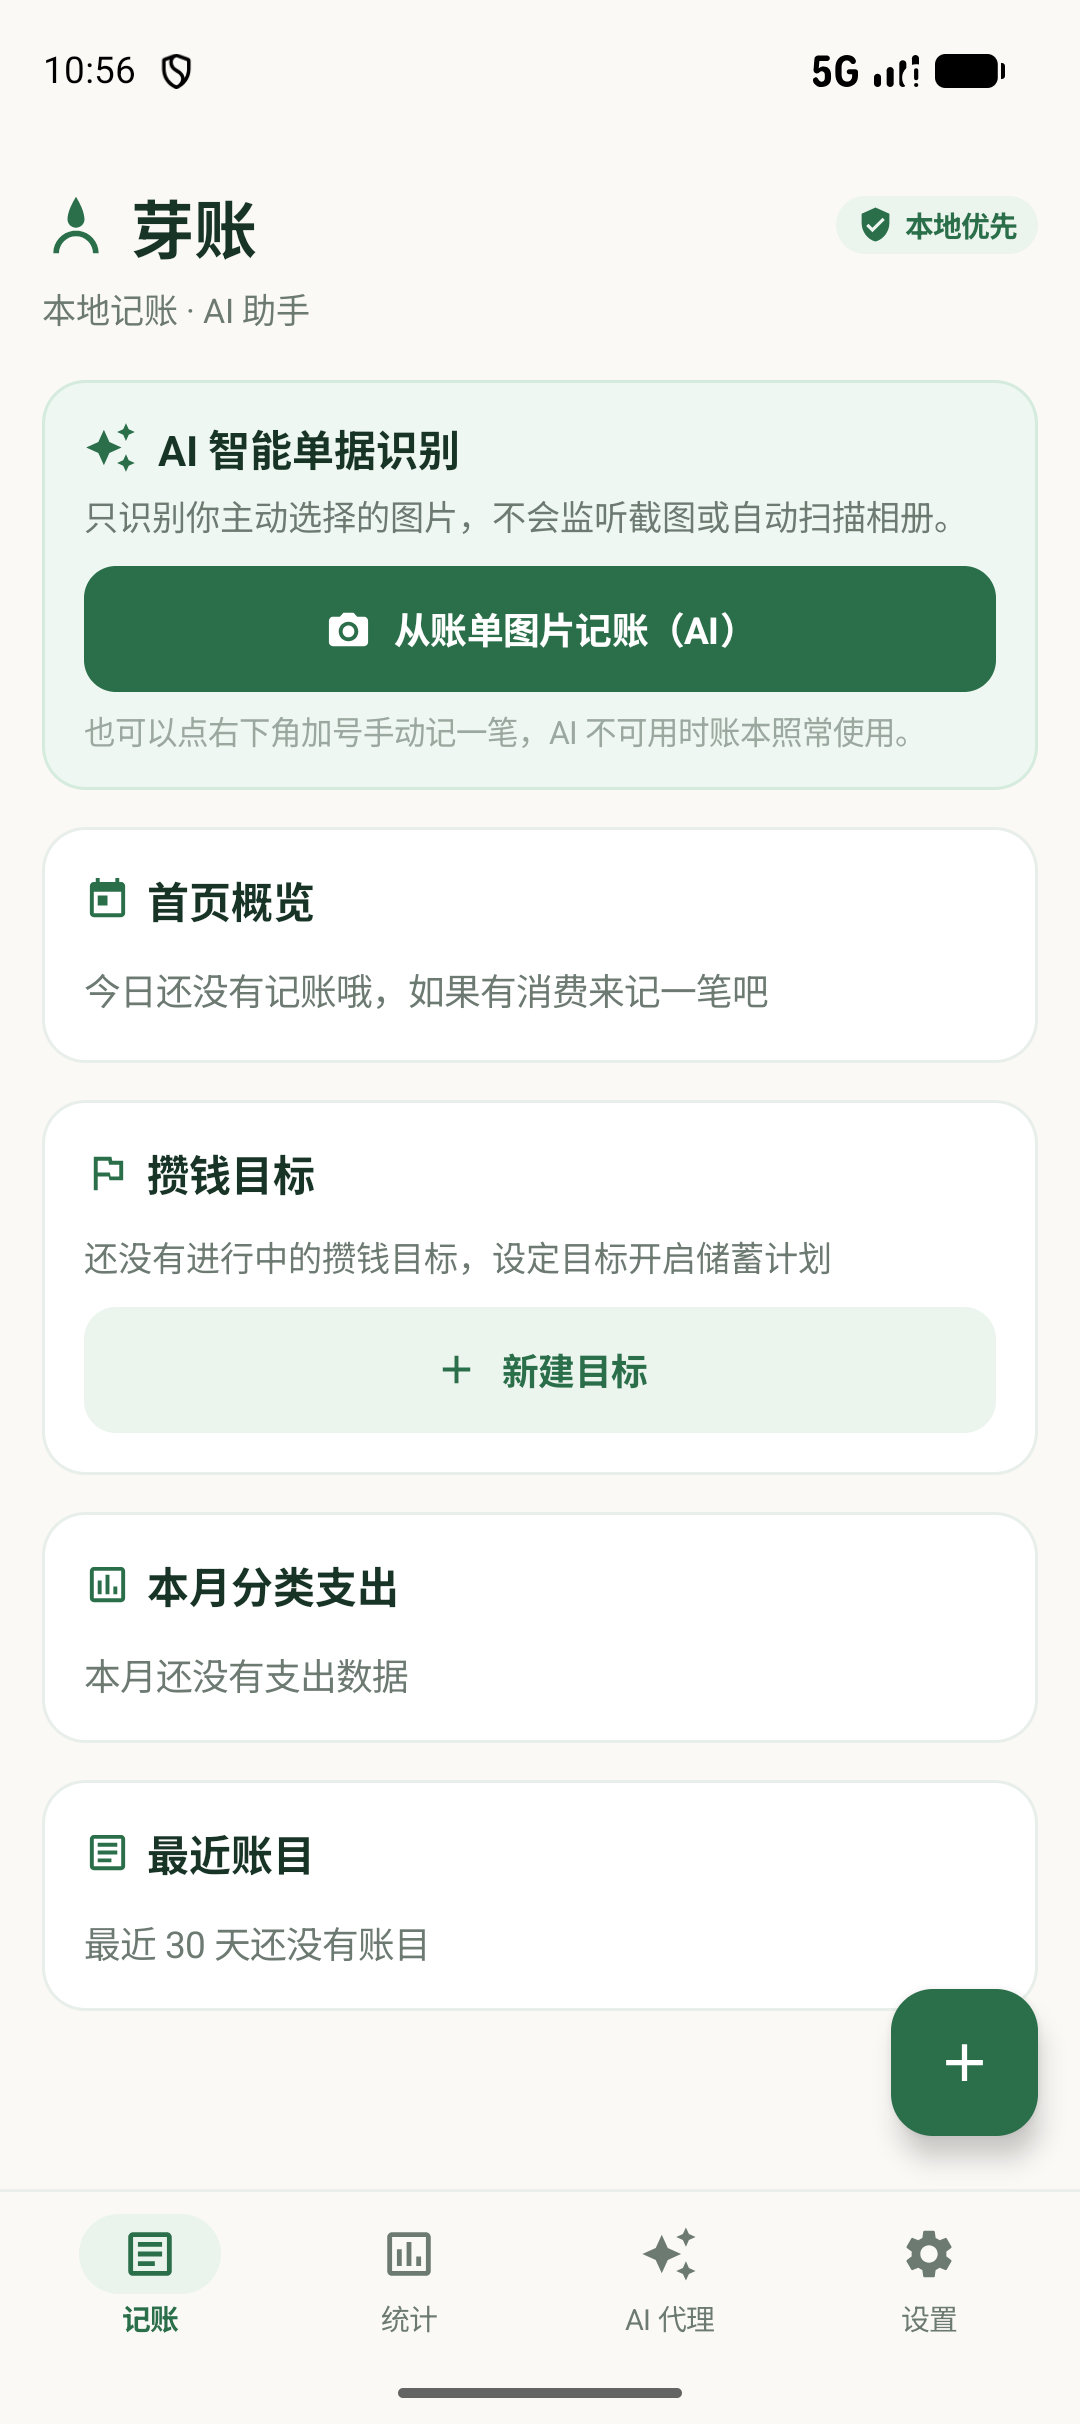 10:56
5G
芽账
本地优先
本地记账 · AI 助手
AI 智能单据识别
只识别你主动选择的图片，不会监听截图或自动扫描相册。
从账单图片记账（AI）
也可以点右下角加号手动记一笔，AI 不可用时账本照常使用。
首页概览
今日还没有记账哦，如果有消费来记一笔吧
攒钱目标
还没有进行中的攒钱目标，设定目标开启储蓄计划
新建目标
本月分类支出
本月还没有支出数据
最近账目
最近 30 天还没有账目
记账
统计
AI 代理
设置